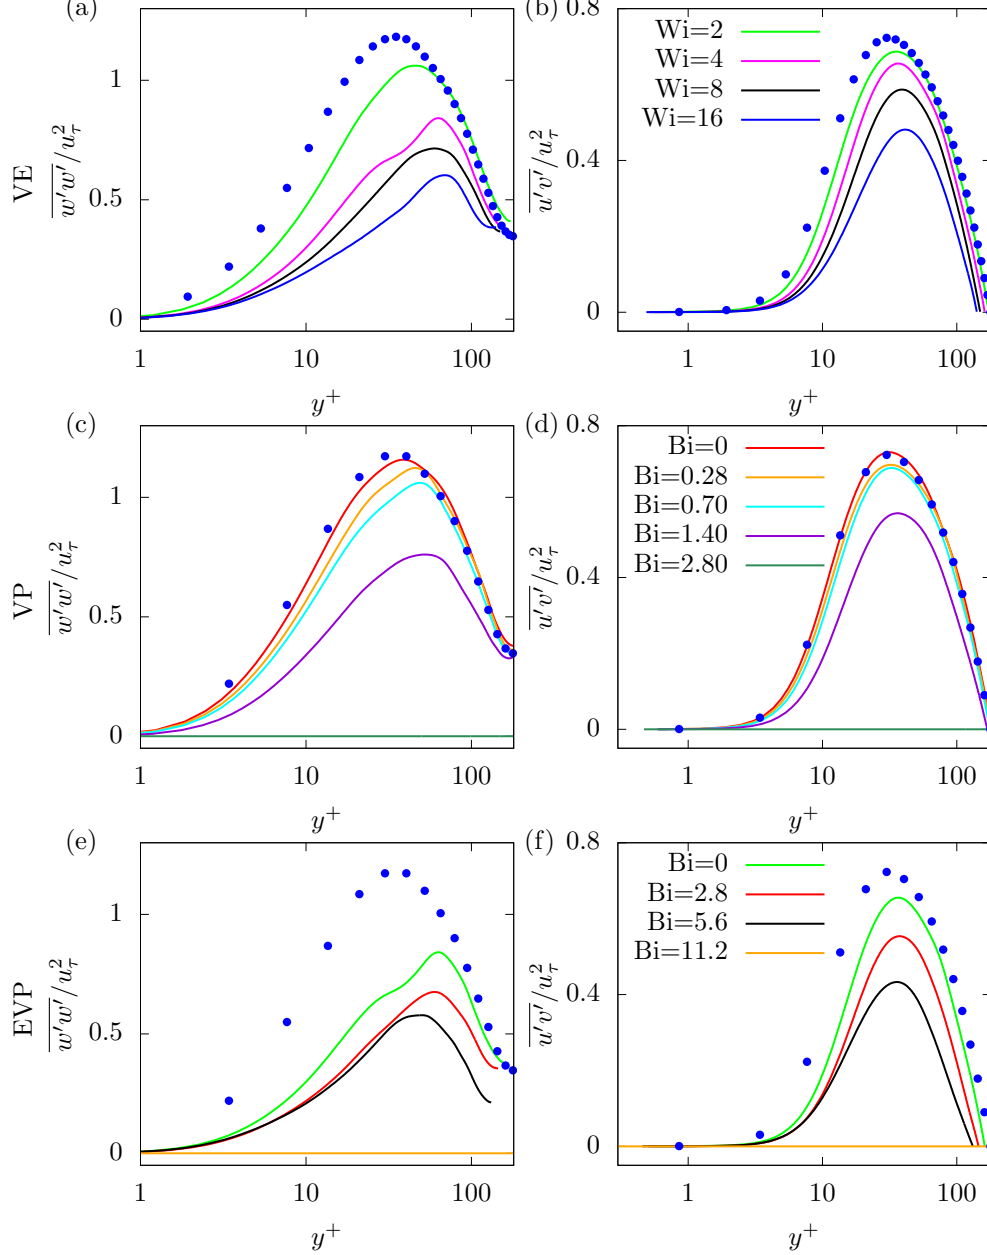 (a)
VE
w'w'/u_τ^2
1
0.5
0
1 10 100
y^+
(b)
u'v'/u_τ^2
0.8
0.4
0
Wi=2
Wi=4
Wi=8
Wi=16
1 10 100
y^+
(c)
VP
w'w'/u_τ^2
1
0.5
0
1 10 100
y^+
(d)
u'v'/u_τ^2
0.8
0.4
0
Bi=0
Bi=0.28
Bi=0.70
Bi=1.40
Bi=2.80
1 10 100
y^+
(e)
EVP
w'w'/u_τ^2
1
0.5
0
1 10 100
y^+
(f)
u'v'/u_τ^2
0.8
0.4
0
Bi=0
Bi=2.8
Bi=5.6
Bi=11.2
1 10 100
y^+